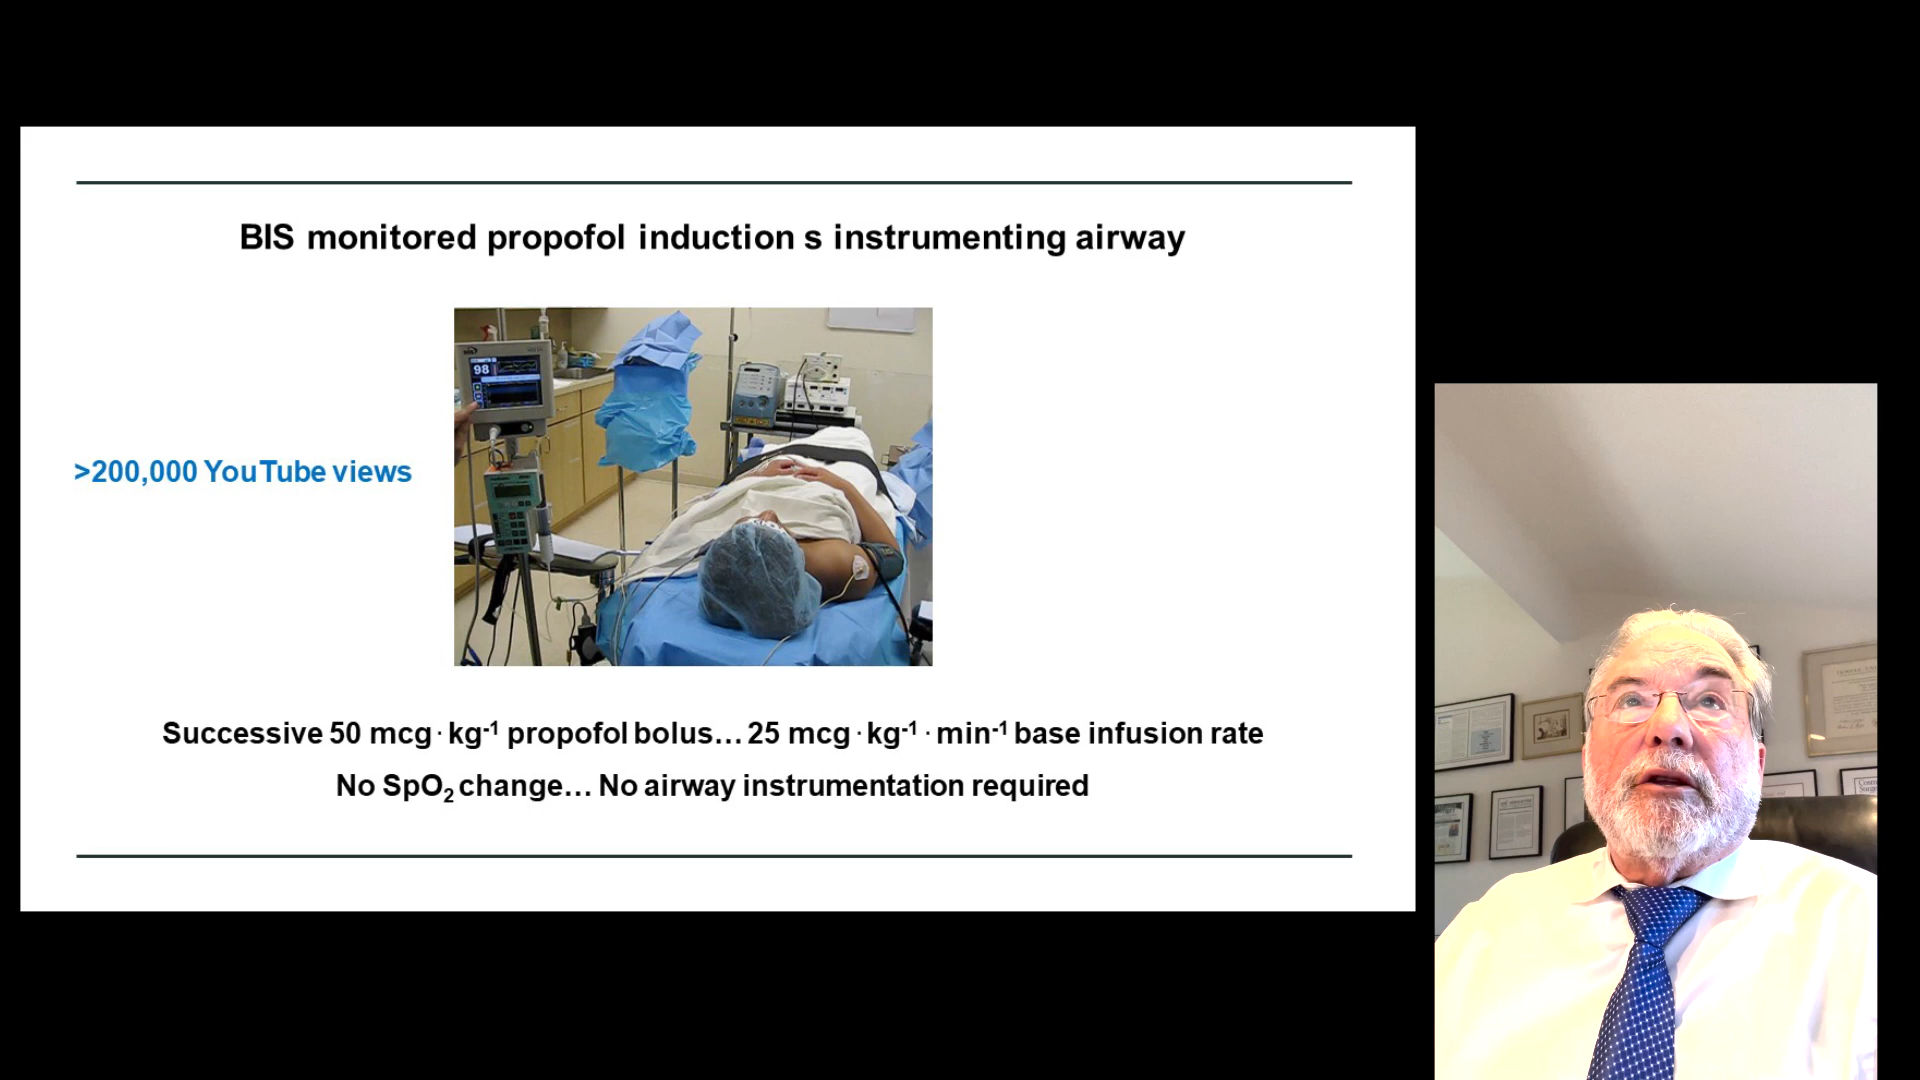 BIS monitored propofol induction s instrumenting airway
98
>200,000 YouTube views
Successive 50 mcg · kg⁻¹ propofol bolus… 25 mcg · kg⁻¹ · min⁻¹ base infusion rate
No SpO₂ change… No airway instrumentation required